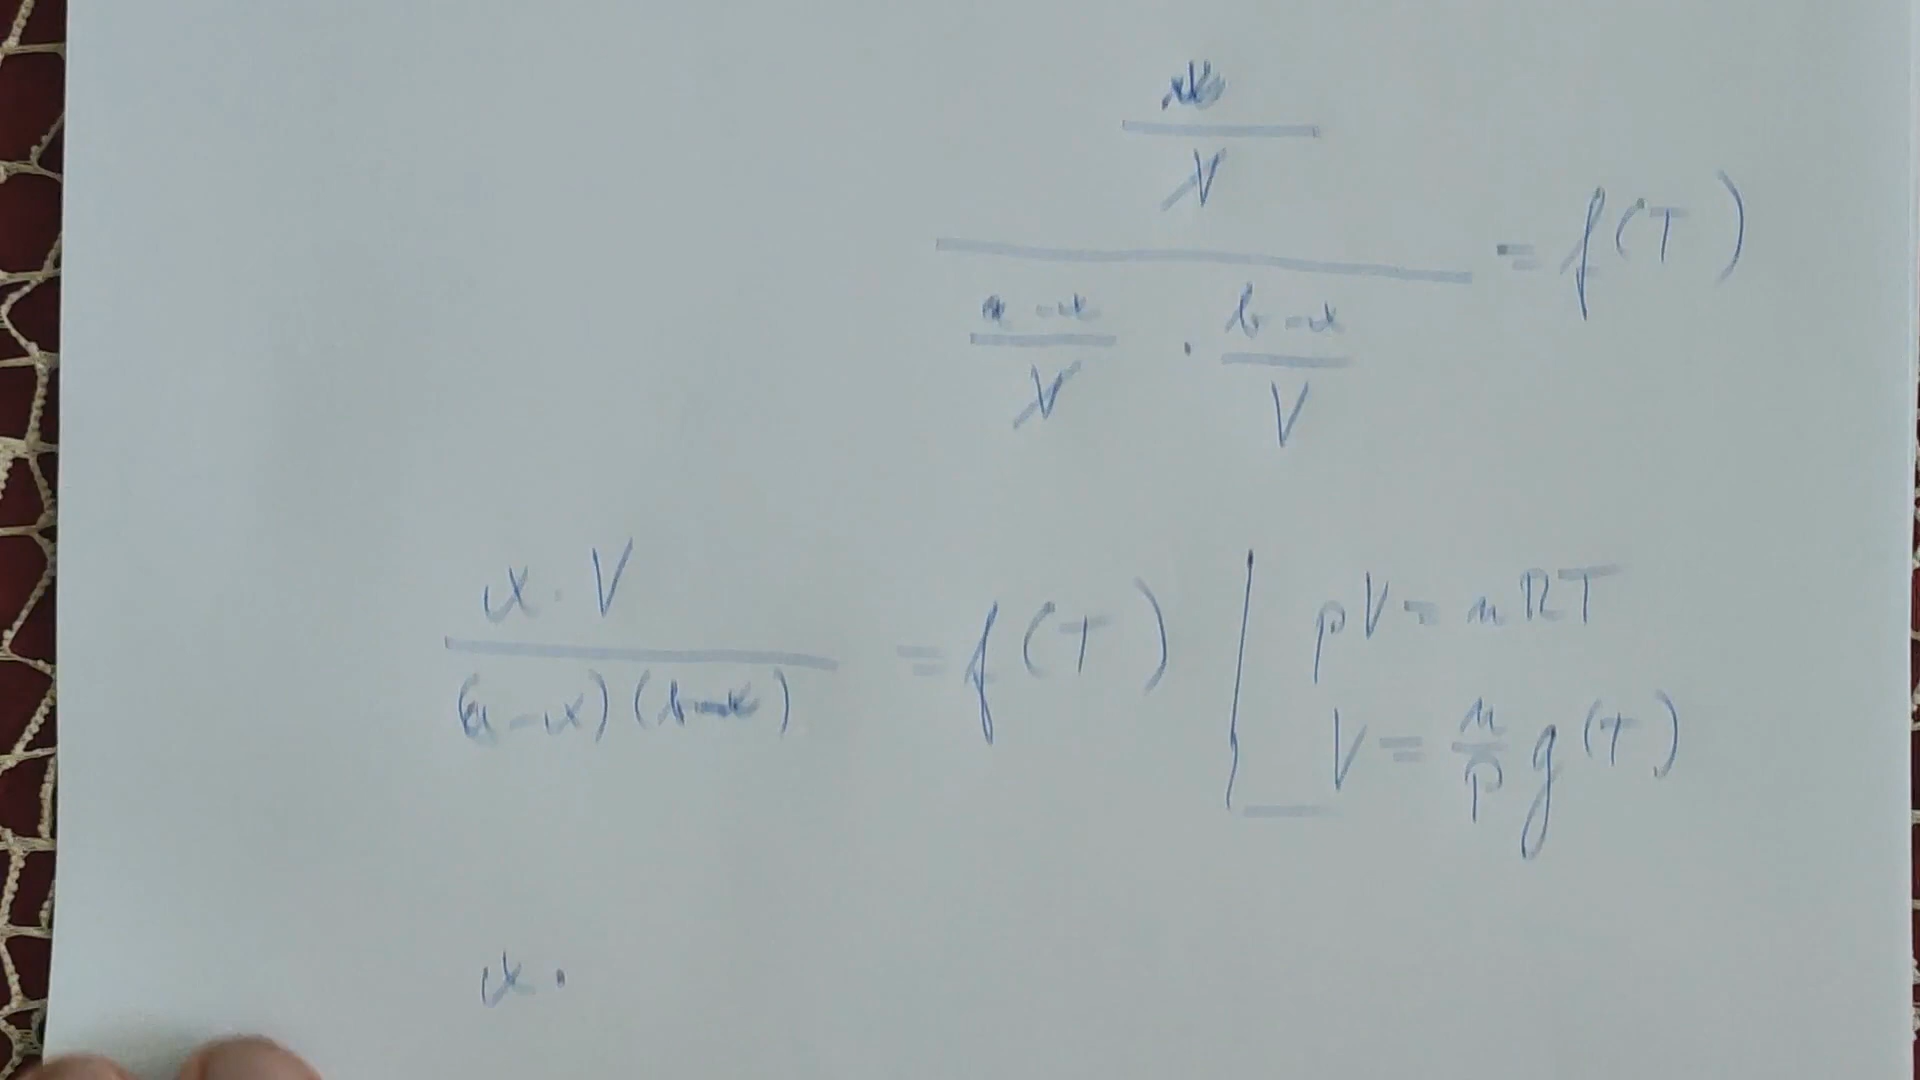 x
V
a-x
V
·
b-x
V
= f(T)
x · V
(a-x)(b-x)
= f(T)
pV = nRT
V = n/p g(T)
x ·